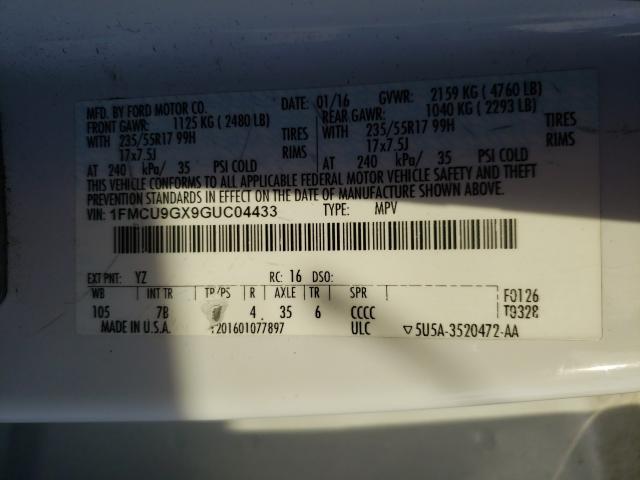 MFD. BY FORD MOTOR CO. DATE: 01/16 GVWR: 2159 KG ( 4760 LB)
FRONT GAWR: 1125 KG ( 2480 LB) REAR GAWR: 1040 KG ( 2293 LB)
WITH 235/55R17 99H TIRES WITH 235/55R17 99H TIRES
17x7.5J RIMS 17x7.5J RIMS
AT 240 kPa/ 35 PSI COLD AT 240 kPa/ 35 PSI COLD
THIS VEHICLE CONFORMS TO ALL APPLICABLE FEDERAL MOTOR VEHICLE SAFETY AND THEFT PREVENTION STANDARDS IN EFFECT ON THE DATE OF MANUFACTURE SHOWN ABOVE.
VIN: 1FMCU9GX9GUC04433 TYPE: MPV
EXT PNT: YZ RC: 16 DSO:
WB INT TR TP/PS R AXLE TR SPR F0126
105 7B 4 35 6 CCCC T0328
MADE IN U.S.A. 201601077897 ULC ▽5U5A-3520472-AA